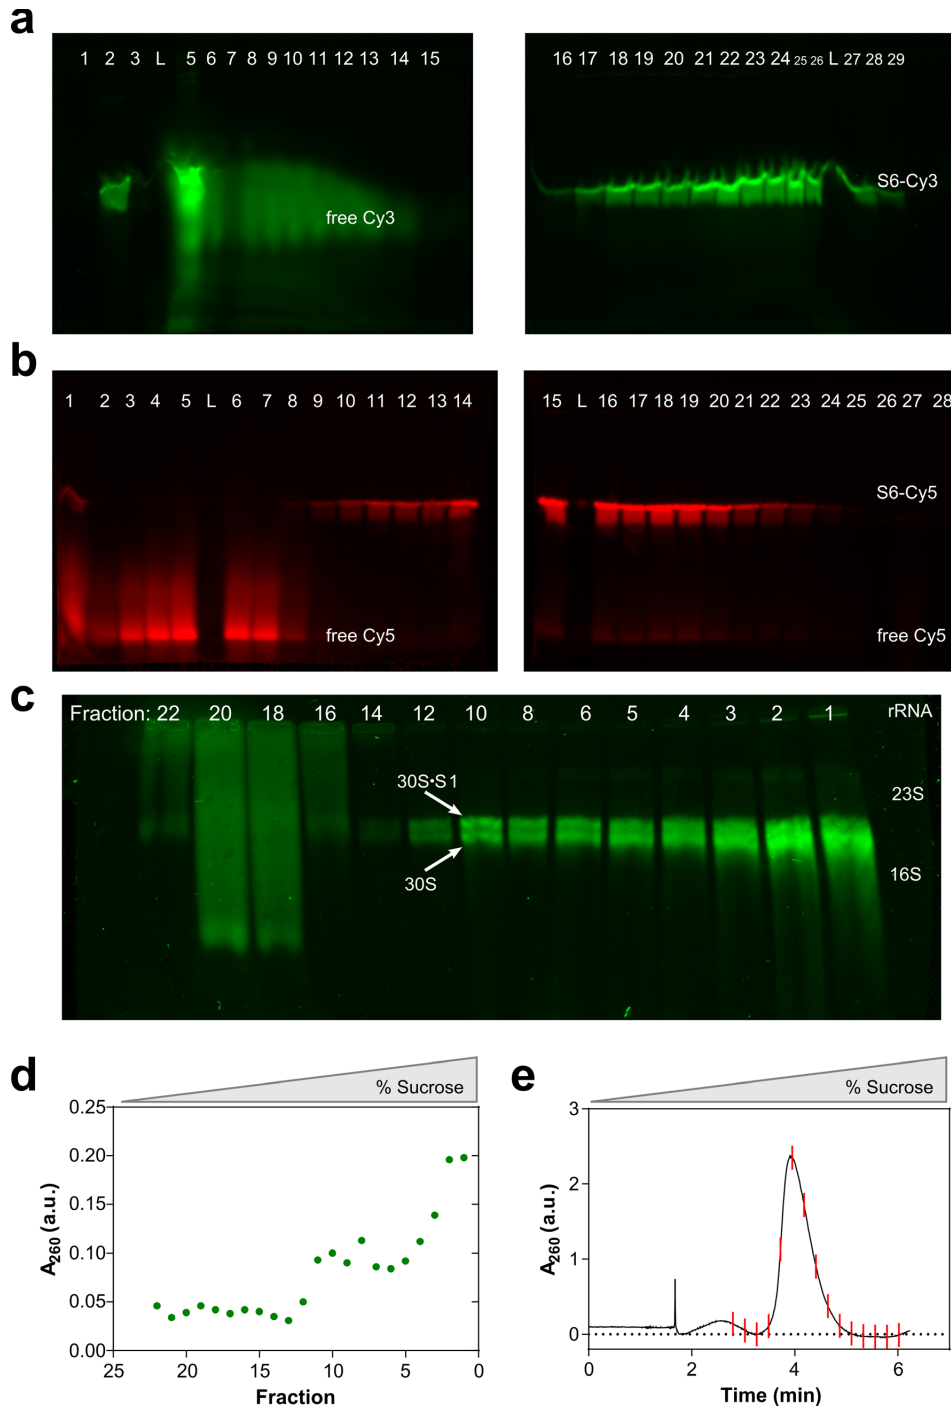 a
1 2 3 L 5 6 7 8 9 10 11 12 13 14 15
free Cy3
16 17 18 19 20 21 22 23 24 25 26 L 27 28 29
S6-Cy3
b
1 2 3 4 5 L 6 7 8 9 10 11 12 13 14
free Cy5
15 L 16 17 18 19 20 21 22 23 24 25 26 27 28
S6-Cy5
free Cy5
c
Fraction: 22 20 18 16 14 12 10 8 6 5 4 3 2 1 rRNA
30S•S1
23S
30S
16S
d
% Sucrose
0.25
0.20
0.15
0.10
0.05
0.00
A260 (a.u.)
25 20 15 10 5 0
Fraction
e
% Sucrose
3
2
1
0
A260 (a.u.)
0 2 4 6
Time (min)